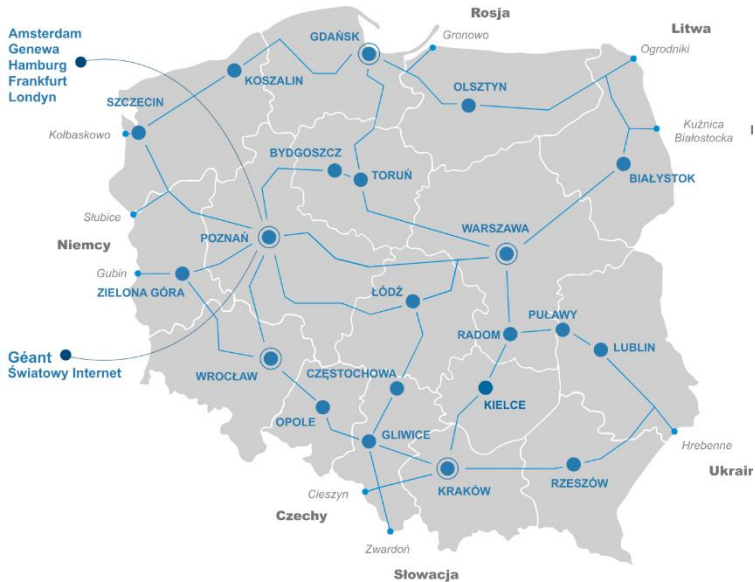 Rosja
Litwa
Amsterdam
Genewa
Hamburg
Frankfurt
Londyn
GDAŃSK
Gronowo
Ogrodniki
KOSZALIN
OLSZTYN
SZCZECIN
Kołbaskowo
Kuźnica
Białostocka
BYDGOSZCZ
TORUŃ
BIAŁYSTOK
Słubice
POZNAŃ
WARSZAWA
Niemcy
Gubin
ZIELONA GÓRA
ŁÓDŹ
PUŁAWY
RADOM
LUBLIN
Géant
Światowy Internet
WROCŁAW
CZĘSTOCHOWA
KIELCE
OPOLE
GLIWICE
Hrebenne
KRAKÓW
RZESZÓW
Ukrain
Cieszyn
Czechy
Zwardoń
Słowacja